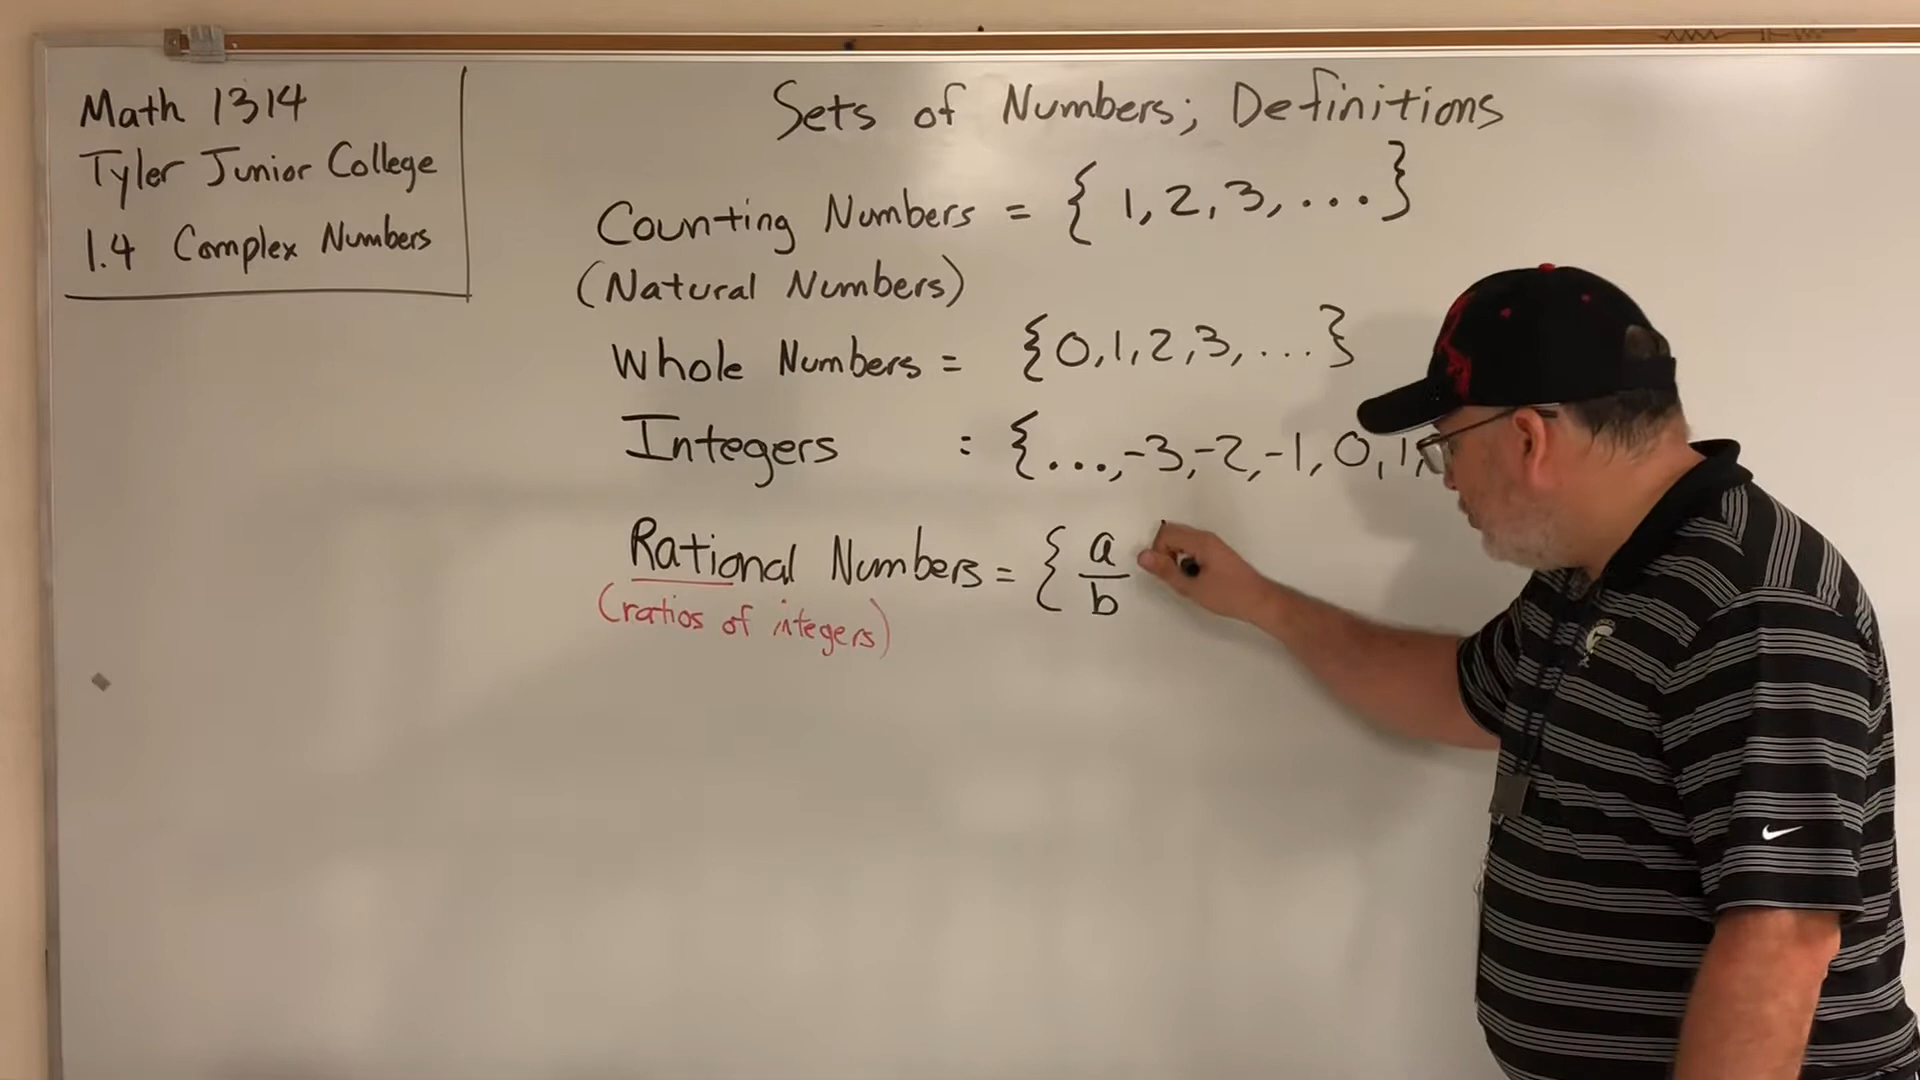 Math 1314
Tyler Junior College
1.4 Complex Numbers
Sets of Numbers; Definitions
Counting Numbers = { 1, 2, 3, ... }
(Natural Numbers)
Whole Numbers = { 0, 1, 2, 3, ... }
Integers = { ..., -3, -2, -1, 0, 1,
Rational Numbers = { a/b
(ratios of integers)